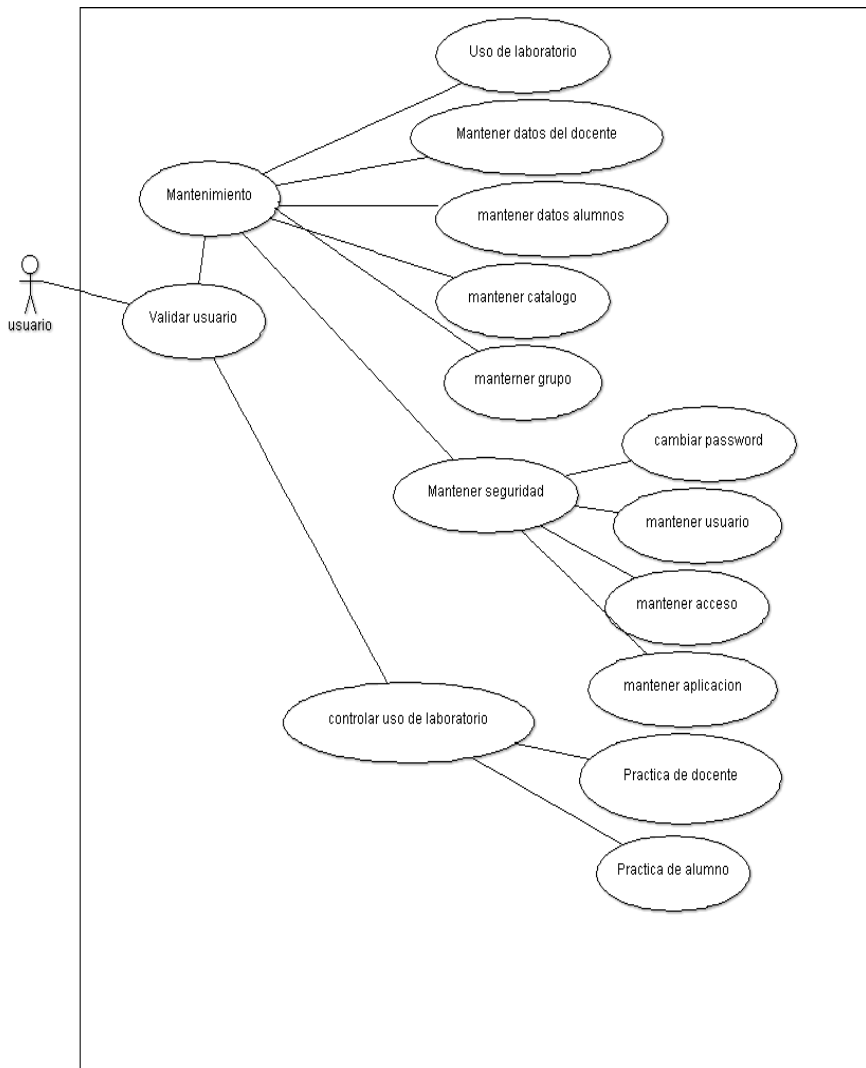 Uso de laboratorio
Mantener datos del docente
Mantenimiento
mantener datos alumnos
mantener catalogo
usuario
Validar usuario
manterner grupo
cambiar password
Mantener seguridad
mantener usuario
mantener acceso
mantener aplicacion
controlar uso de laboratorio
Practica de docente
Practica de alumno